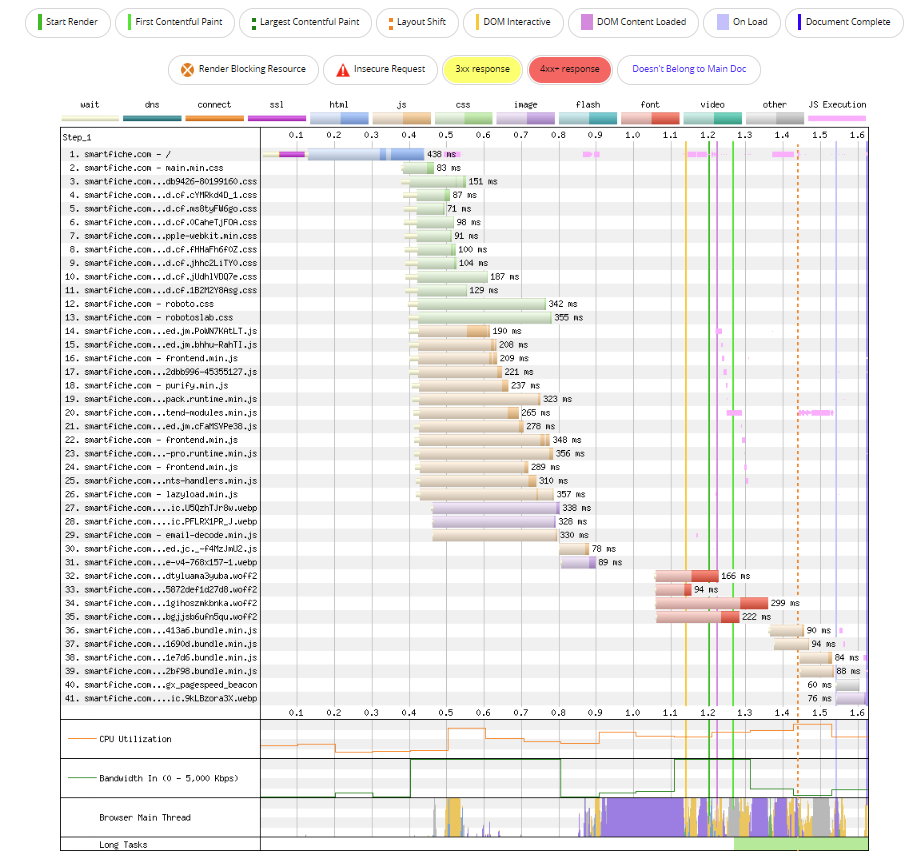 Start Render First Contentful Paint Largest Contentful Paint Layout Shift DOM Interactive DOM Content Loaded On Load Document Complete
Render Blocking Resource Insecure Request 3xx response 4xx+ response Doesn't Belong to Main Doc
wait dns connect ssl html js css image flash font video other JS Execution
Step_1 0.1 0.2 0.3 0.4 0.5 0.6 0.7 0.8 0.9 1.0 1.1 1.2 1.3 1.4 1.5 1.6
1. smartfiche.com - / 438 ms
2. smartfiche.com - main.min.css 83 ms
3. smartfiche.com...db9426-80199160.css 151 ms
4. smartfiche.com...d.cf.cYMRkd4D_1.css 87 ms
5. smartfiche.com...d.cf.ms8tyFW6go.css 71 ms
6. smartfiche.com...d.cf.0CaheTjFOA.css 98 ms
7. smartfiche.com...pple-webkit.min.css 91 ms
8. smartfiche.com...d.cf.fHHaFh6f0Z.css 100 ms
9. smartfiche.com...d.cf.jhhc2LiTY0.css 104 ms
10. smartfiche.com...d.cf.jUdhlVDQ7e.css 187 ms
11. smartfiche.com...d.cf.1BZM2Y8Asg.css 129 ms
12. smartfiche.com - roboto.css 342 ms
13. smartfiche.com - robotoslab.css 355 ms
14. smartfiche.com...ed.jm.PoWN7KAtLT.js 190 ms
15. smartfiche.com...ed.jm.bhhu-RahTI.js 208 ms
16. smartfiche.com - frontend.min.js 209 ms
17. smartfiche.com...2dbb996-45355127.js 221 ms
18. smartfiche.com - purify.min.js 237 ms
19. smartfiche.com...pack.runtime.min.js 323 ms
20. smartfiche.com...tend-modules.min.js 265 ms
21. smartfiche.com...ed.jm.cFaMSVPe38.js 278 ms
22. smartfiche.com - frontend.min.js 348 ms
23. smartfiche.com...-pro.runtime.min.js 356 ms
24. smartfiche.com - frontend.min.js 289 ms
25. smartfiche.com...nts-handlers.min.js 310 ms
26. smartfiche.com - lazyload.min.js 357 ms
27. smartfiche.com...ic.U5QzhTJr8w.webp 338 ms
28. smartfiche.com...ic.PFLRX1PR_J.webp 328 ms
29. smartfiche.com - email-decode.min.js 330 ms
30. smartfiche.com...ed.jc._-f4MzJmU2.js 78 ms
31. smartfiche.com...e-v4-768x157-1.webp 89 ms
32. smartfiche.com...dtyluama3yuba.woff2 166 ms
33. smartfiche.com...5872def1d27d8.woff2 94 ms
34. smartfiche.com...1gihoszmkbnka.woff2 299 ms
35. smartfiche.com...bgjjsb6ufn5qu.woff2 222 ms
36. smartfiche.com...413a6.bundle.min.js 90 ms
37. smartfiche.com...1690d.bundle.min.js 94 ms
38. smartfiche.com...1e7d6.bundle.min.js 84 ms
39. smartfiche.com...2bf98.bundle.min.js 88 ms
40. smartfiche.com...gx_pagespeed_beacon 60 ms
41. smartfiche.com...ic.9kLBzora3X.webp 76 ms
0.1 0.2 0.3 0.4 0.5 0.6 0.7 0.8 0.9 1.0 1.1 1.2 1.3 1.4 1.5 1.6
CPU Utilization
Bandwidth In (0 - 5,000 Kbps)
Browser Main Thread
Long Tasks